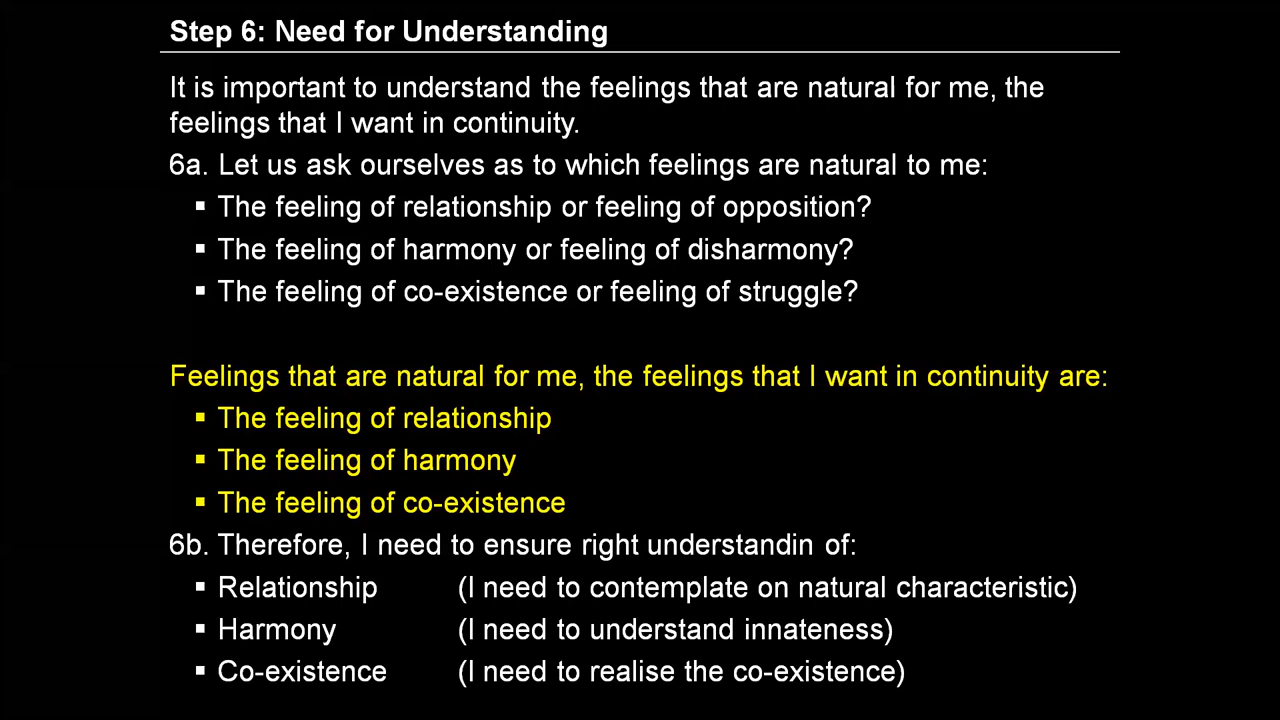 Step 6: Need for Understanding
It is important to understand the feelings that are natural for me, the
feelings that I want in continuity.
6a. Let us ask ourselves as to which feelings are natural to me:
▪ The feeling of relationship or feeling of opposition?
▪ The feeling of harmony or feeling of disharmony?
▪ The feeling of co-existence or feeling of struggle?
Feelings that are natural for me, the feelings that I want in continuity are:
▪ The feeling of relationship
▪ The feeling of harmony
▪ The feeling of co-existence
6b. Therefore, I need to ensure right understandin of:
▪ Relationship (I need to contemplate on natural characteristic)
▪ Harmony (I need to understand innateness)
▪ Co-existence (I need to realise the co-existence)